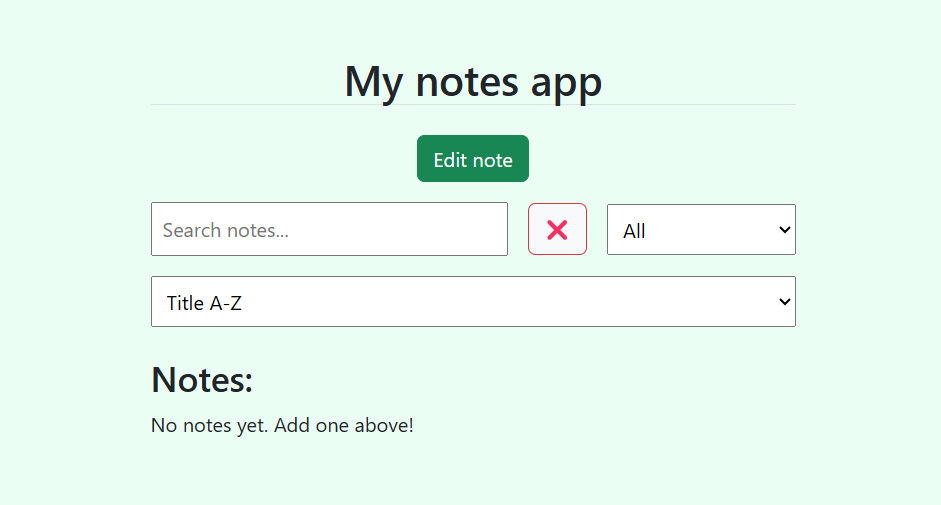 My notes app
Edit note
Search notes...
All
Title A-Z
Notes:
No notes yet. Add one above!